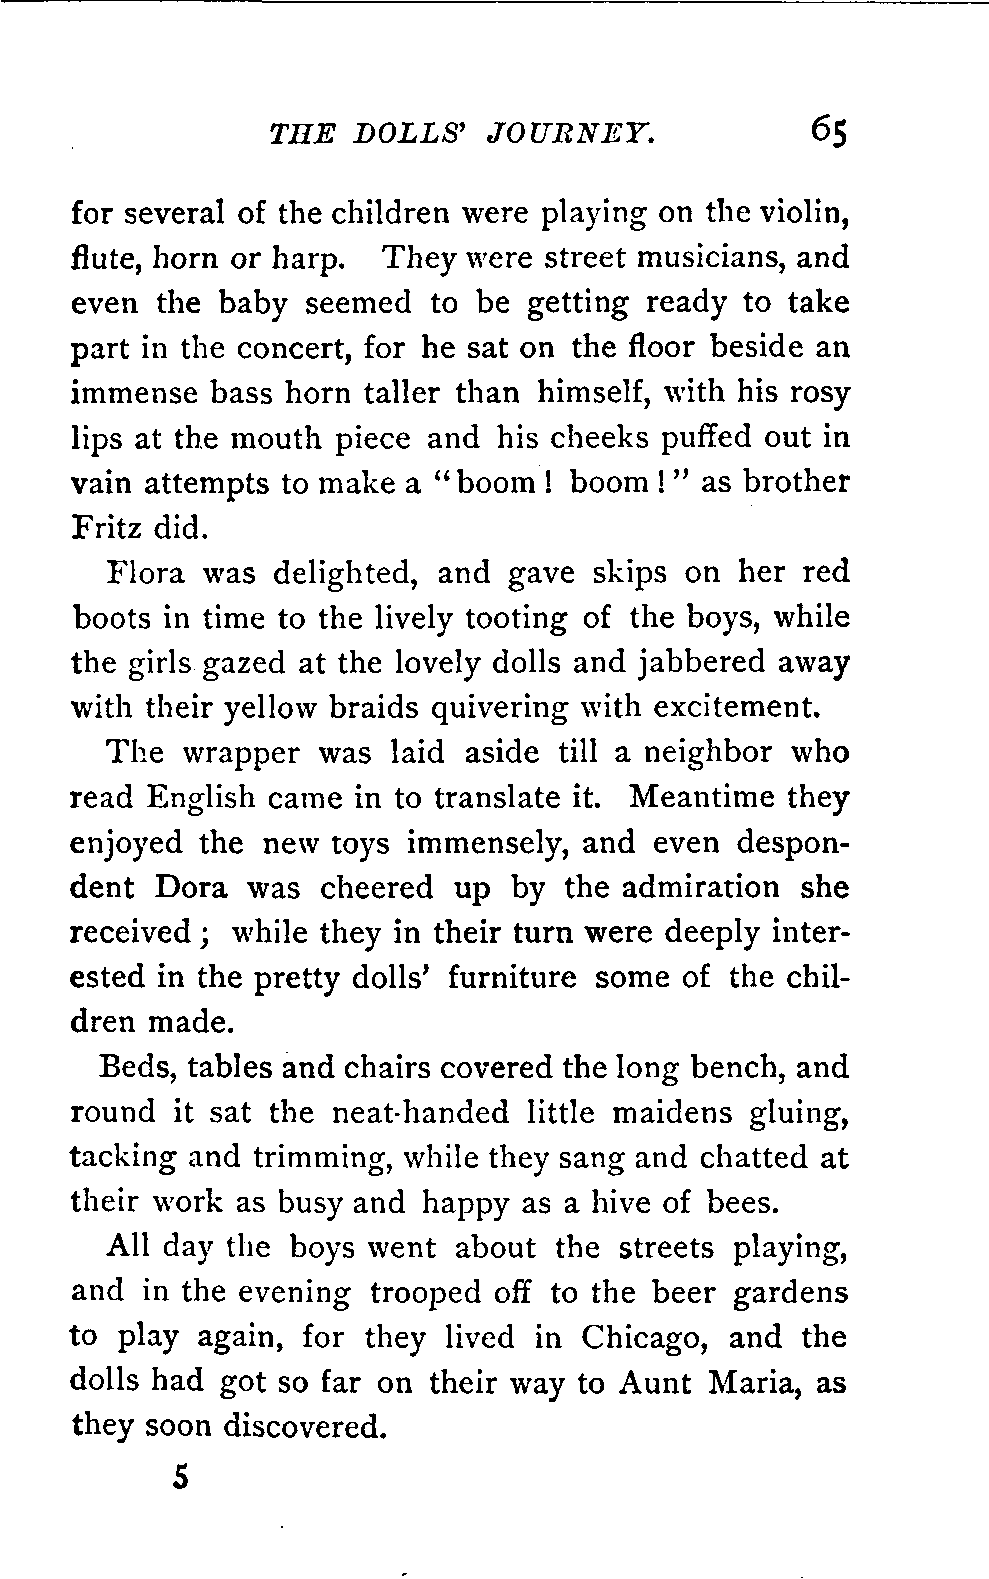 THE DOLLS' JOURNEY. 65
for several of the children were playing on the violin,
flute, horn or harp. They were street musicians, and
even the baby seemed to be getting ready to take
part in the concert, for he sat on the floor beside an
immense bass horn taller than himself, with his rosy
lips at the mouth piece and his cheeks puffed out in
vain attempts to make a "boom! boom!" as brother
Fritz did.
Flora was delighted, and gave skips on her red
boots in time to the lively tooting of the boys, while
the girls gazed at the lovely dolls and jabbered away
with their yellow braids quivering with excitement.
The wrapper was laid aside till a neighbor who
read English came in to translate it. Meantime they
enjoyed the new toys immensely, and even despon-
dent Dora was cheered up by the admiration she
received; while they in their turn were deeply inter-
ested in the pretty dolls' furniture some of the chil-
dren made.
Beds, tables and chairs covered the long bench, and
round it sat the neat-handed little maidens gluing,
tacking and trimming, while they sang and chatted at
their work as busy and happy as a hive of bees.
All day the boys went about the streets playing,
and in the evening trooped off to the beer gardens
to play again, for they lived in Chicago, and the
dolls had got so far on their way to Aunt Maria, as
they soon discovered.
5